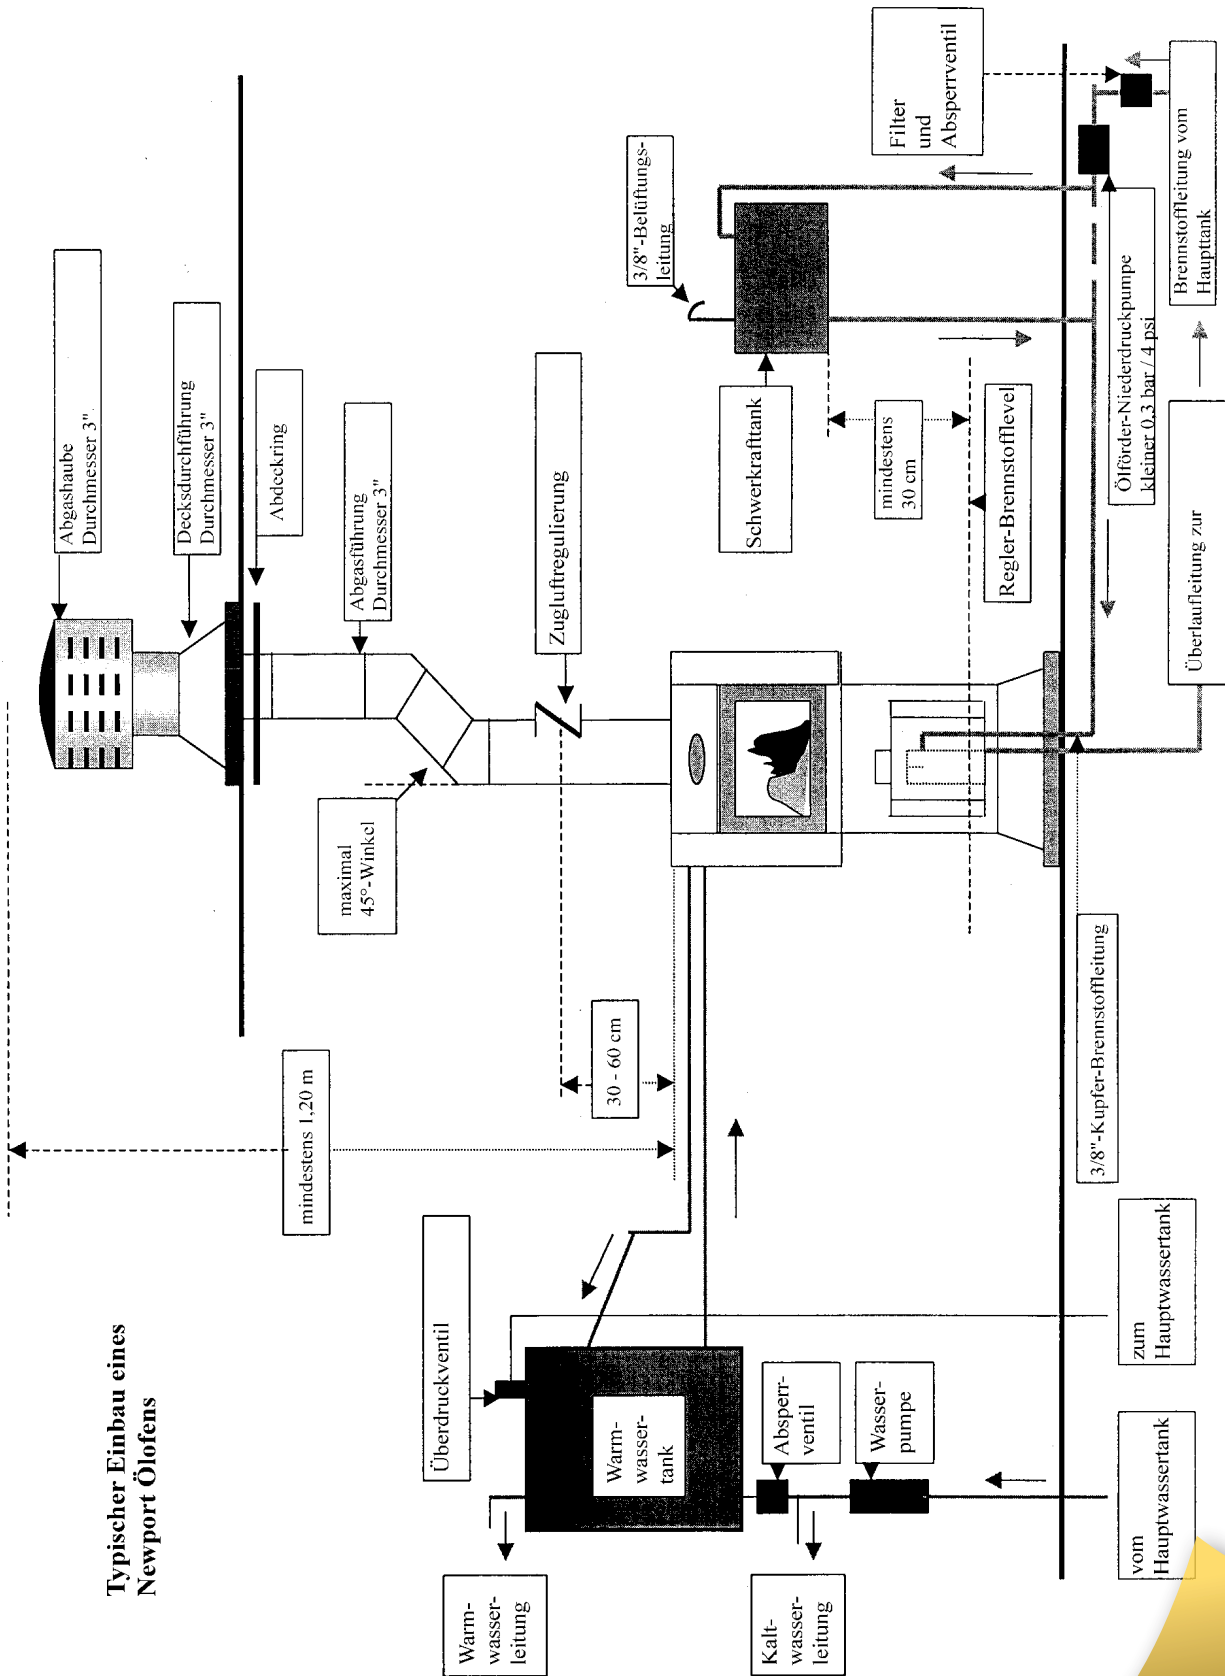 Typischer Einbau eines
Newport Ölofens
Abgashaube
Durchmesser 3"
Decksdurchführung
Durchmesser 3"
Abdeckring
Abgasführung
Durchmesser 3"
maximal
45°-Winkel
Zugluftregulierung
mindestens 1,20 m
30 - 60 cm
3/8"-Belüftungs-
leitung
Schwerkrafttank
mindestens
30 cm
Regler-Brennstofflevel
Filter
und
Absperrventil
Ölförder-Niederdruckpumpe
kleiner 0,3 bar / 4 psi
Brennstoffleitung vom
Haupttank
Überlaufleitung zur
3/8"-Kupfer-Brennstoffleitung
Überdruckventil
Warm-
wasser-
tank
Warm-
wasser-
leitung
Absperr-
ventil
Wasser-
pumpe
Kalt-
wasser-
leitung
zum
Hauptwassertank
vom
Hauptwassertank